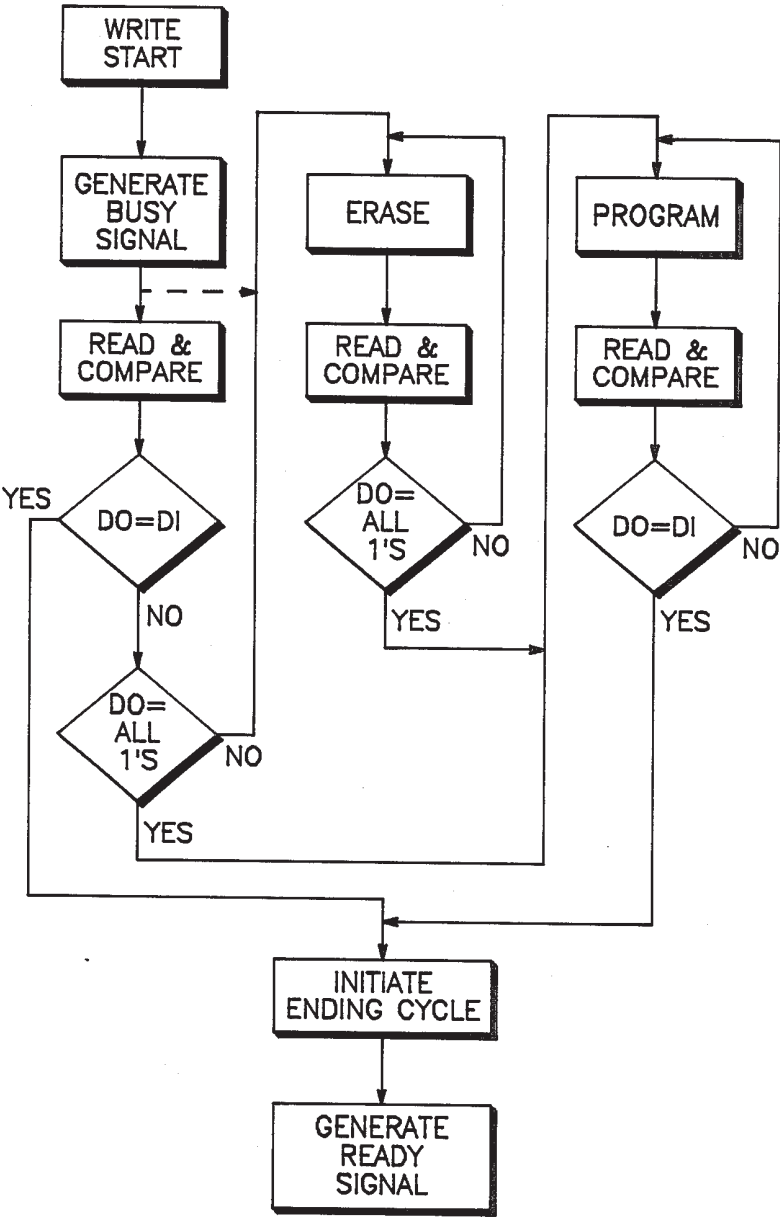 WRITE
START
GENERATE
BUSY
SIGNAL
READ &
COMPARE
YES
DO=DI
NO
DO=
ALL
1'S
NO
YES
ERASE
READ &
COMPARE
DO=
ALL
1'S
NO
YES
PROGRAM
READ &
COMPARE
DO=DI
NO
YES
INITIATE
ENDING CYCLE
GENERATE
READY
SIGNAL